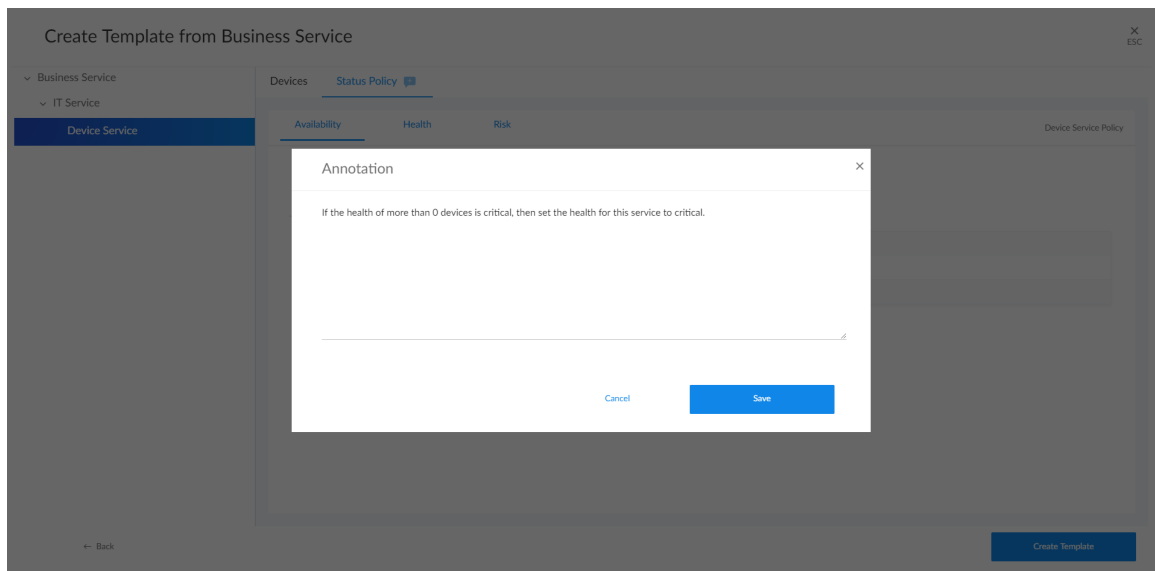 Create Template from Business Service
ESC
Business Service
IT Service
Device Service
Devices
Status Policy
Availability
Health
Risk
Device Service Policy
Annotation
If the health of more than 0 devices is critical, then set the health for this service to critical.
Cancel
Save
← Back
Create Template